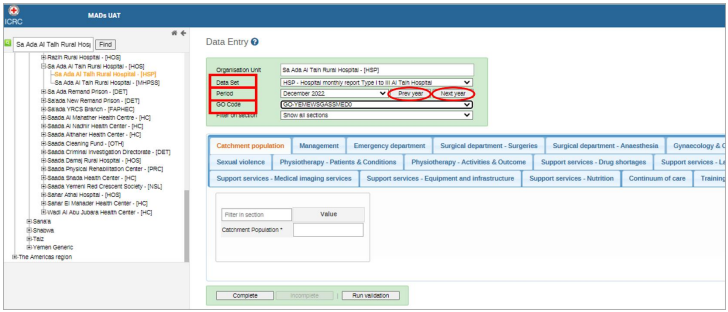 ICRC
MADs UAT
Sa Ada Al Talh Rural Hosp
Find
Razih Rural Hospital - [HOS]
Sa Ada Al Talh Rural Hospital - [HOS]
Sa Ada Al Talh Rural Hospital - [HSP]
Sa Ada Al Talh Rural Hospital - [MHPSS]
Sa Ada Remand Prison - [DET]
Salada New Remand Prison - [DET]
Salada YRCS Branch - [FAPHEC]
Saada Al Manather Health Centre - [HC]
Saada Al Nadhir Health Center - [HC]
Saada Althaher Health Center - [HC]
Saada Cleaning Fund - [OTH]
Saada Criminal Investigation Directorate - [DET]
Saada Damaj Rural Hospital - [HOS]
Saada Physical Rehabilitation Center - [PRC]
Saada Shada Health Center - [HC]
Saada Yemeni Red Crescent Society - [NSL]
Sahar Athal Hospital - [HOS]
Sahar El Manader Health Center - [HC]
Wadi Al Abu Jubara Health Center - [HC]
Sana'a
Shabwa
Taiz
Yemen Generic
The Americas region
Data Entry
Organisation Unit
Sa Ada Al Talh Rural Hospital - [HSP]
Data Set
HSP - Hospital monthly report Type I to III Al Talh Hospital
Period
December 2022
Prev year
Next year
GO Code
GO-YEMEWSGASSMED0
Filter on section
Show all sections
Catchment population
Management
Emergency department
Surgical department - Surgeries
Surgical department - Anaesthesia
Gynaecology & C
Sexual violence
Physiotherapy - Patients & Conditions
Physiotherapy - Activities & Outcome
Support services - Drug shortages
Support services - La
Support services - Medical imaging services
Support services - Equipment and infrastructure
Support services - Nutrition
Continuum of care
Training
Filter in section
Value
Catchment Population *
Complete
Incomplete
Run validation